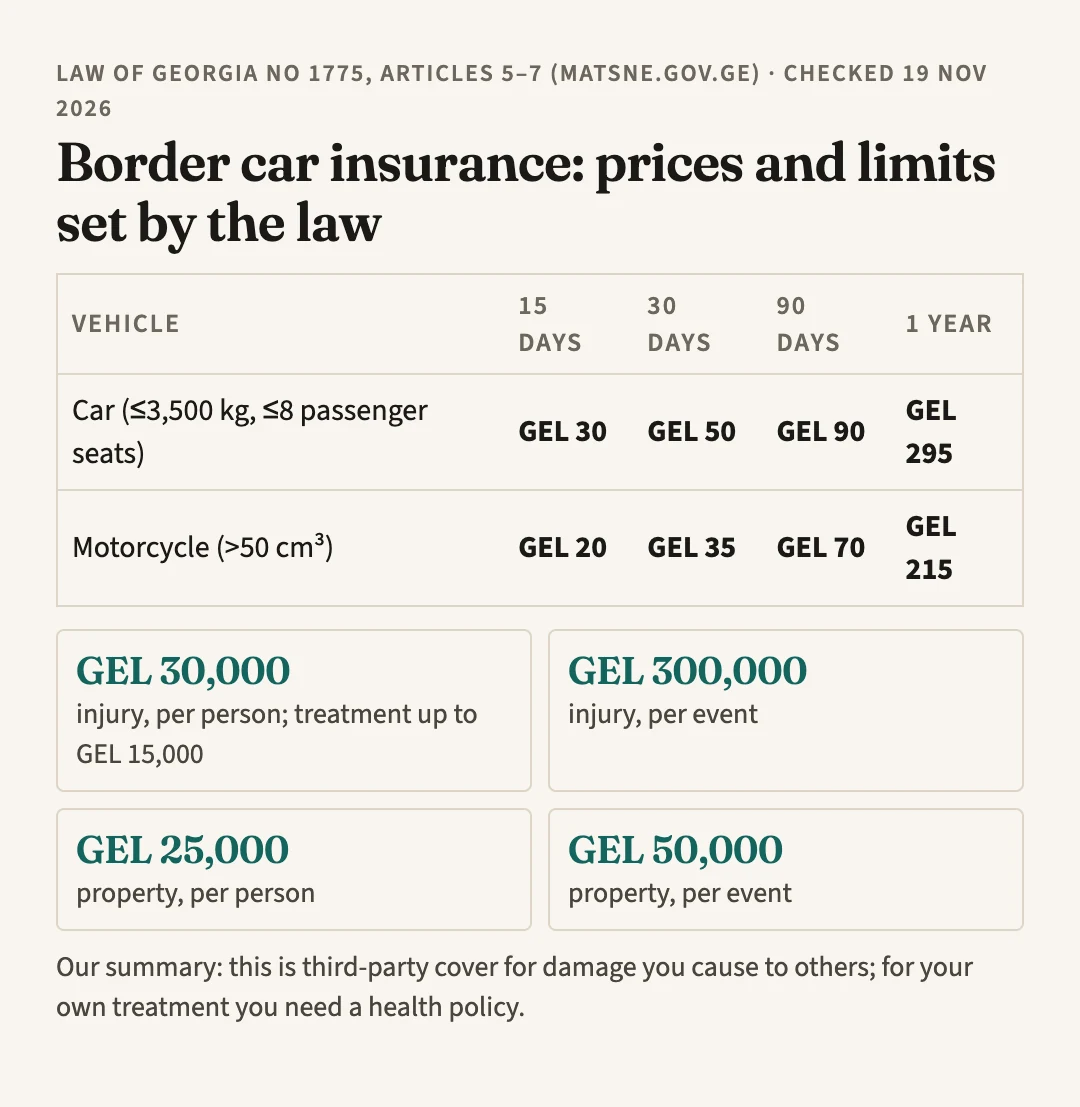 LAW OF GEORGIA NO 1775, ARTICLES 5–7 (MATSNE.GOV.GE) · CHECKED 19 NOV
2026
Border car insurance: prices and limits
set by the law
VEHICLE 15 DAYS 30 DAYS 90 DAYS 1 YEAR
Car (≤3,500 kg, ≤8 passenger seats) GEL 30 GEL 50 GEL 90 GEL 295
Motorcycle (>50 cm³) GEL 20 GEL 35 GEL 70 GEL 215
GEL 30,000
injury, per person; treatment up to
GEL 15,000
GEL 300,000
injury, per event
GEL 25,000
property, per person
GEL 50,000
property, per event
Our summary: this is third-party cover for damage you cause to others; for your
own treatment you need a health policy.